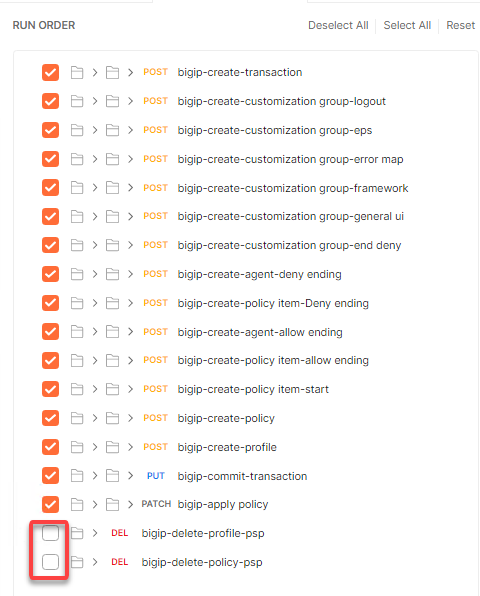 RUN ORDER Deselect All Select All Reset
POST bigip-create-transaction
POST bigip-create-customization group-logout
POST bigip-create-customization group-eps
POST bigip-create-customization group-error map
POST bigip-create-customization group-framework
POST bigip-create-customization group-general ui
POST bigip-create-customization group-end deny
POST bigip-create-agent-deny ending
POST bigip-create-policy item-Deny ending
POST bigip-create-agent-allow ending
POST bigip-create-policy item-allow ending
POST bigip-create-policy item-start
POST bigip-create-policy
POST bigip-create-profile
PUT bigip-commit-transaction
PATCH bigip-apply policy
DEL bigip-delete-profile-psp
DEL bigip-delete-policy-psp